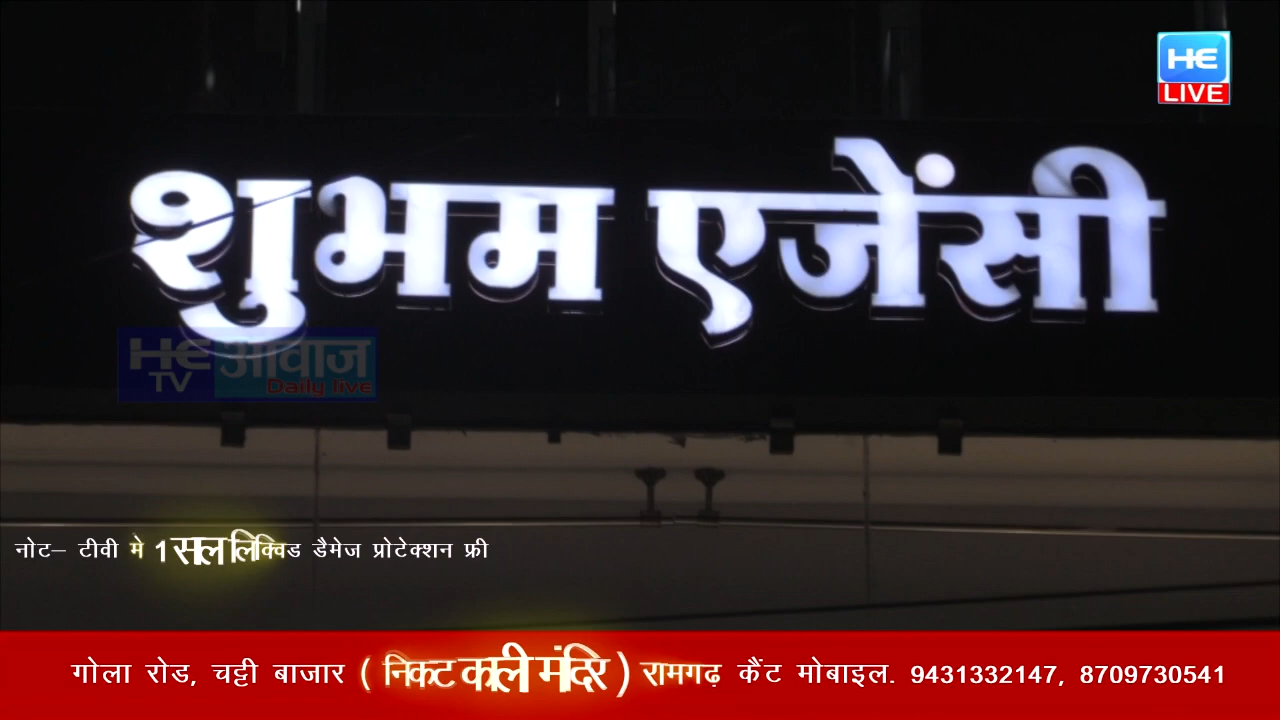 HE
LIVE
शुभम एजेंसी
HE TV आवाज
Daily live
नोट– टीवी मे 1 साल लिक्विड डैमेज प्रोटेक्शन फ्री
गोला रोड, चट्टी बाजार ( निकट काली मंदिर ) रामगढ़ कैंट मोबाइल. 9431332147, 8709730541